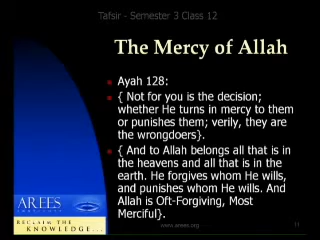 Tafsir - Semester 3 Class 12
The Mercy of Allah
Ayah 128:
{ Not for you is the decision;
whether He turns in mercy to them
or punishes them; verily, they are
the wrongdoers}.
{ And to Allah belongs all that is in
the heavens and all that is in the
earth. He forgives whom He wills,
and punishes whom He wills. And
Allah is Oft-Forgiving, Most
Merciful}.
AREES
RECLAIM THE
KNOWLEDGE...
www.arees.org
11